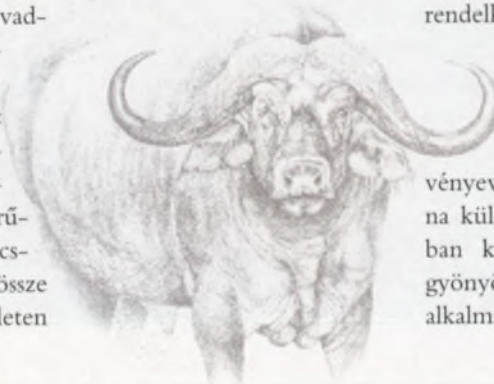 vad-
rű-
cs-
össze
leten
rendelk
vényev
na kül
ban k
gyönyö
alkalm